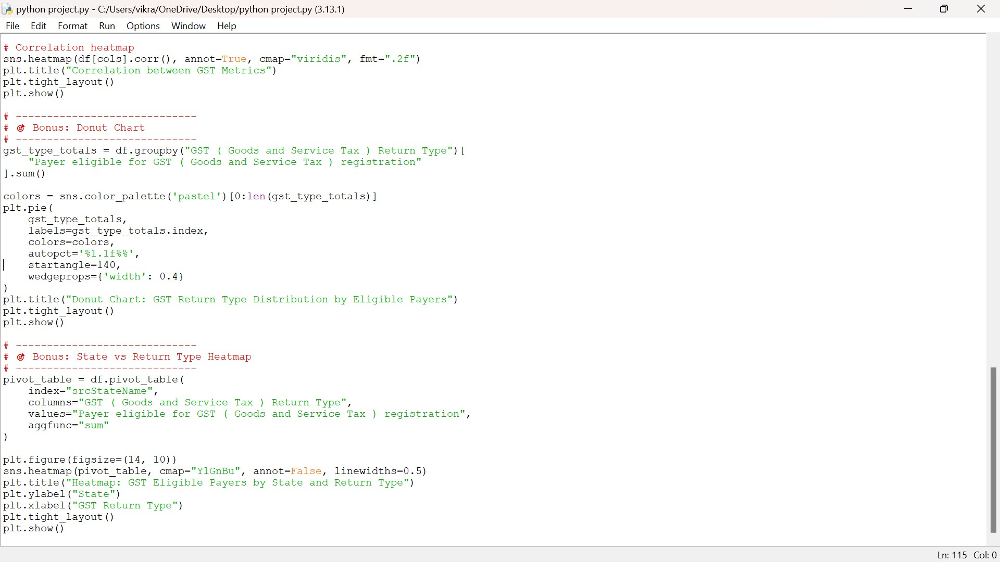 python project.py - C:/Users/vikra/OneDrive/Desktop/python project.py (3.13.1)
File Edit Format Run Options Window Help
# Correlation heatmap
sns.heatmap(df[cols].corr(), annot=True, cmap="viridis", fmt=".2f")
plt.title("Correlation between GST Metrics")
plt.tight_layout()
plt.show()

# -----------------------------
# 🎯 Bonus: Donut Chart
# -----------------------------
gst_type_totals = df.groupby("GST ( Goods and Service Tax ) Return Type")[
    "Payer eligible for GST ( Goods and Service Tax ) registration"
].sum()

colors = sns.color_palette('pastel')[0:len(gst_type_totals)]
plt.pie(
    gst_type_totals,
    labels=gst_type_totals.index,
    colors=colors,
    autopct='%1.1f%%',
    startangle=140,
    wedgeprops={'width': 0.4}
)
plt.title("Donut Chart: GST Return Type Distribution by Eligible Payers")
plt.tight_layout()
plt.show()

# -----------------------------
# 🎯 Bonus: State vs Return Type Heatmap
# -----------------------------
pivot_table = df.pivot_table(
    index="srcStateName",
    columns="GST ( Goods and Service Tax ) Return Type",
    values="Payer eligible for GST ( Goods and Service Tax ) registration",
    aggfunc="sum"
)

plt.figure(figsize=(14, 10))
sns.heatmap(pivot_table, cmap="YlGnBu", annot=False, linewidths=0.5)
plt.title("Heatmap: GST Eligible Payers by State and Return Type")
plt.ylabel("State")
plt.xlabel("GST Return Type")
plt.tight_layout()
plt.show()
Ln: 115 Col: 0